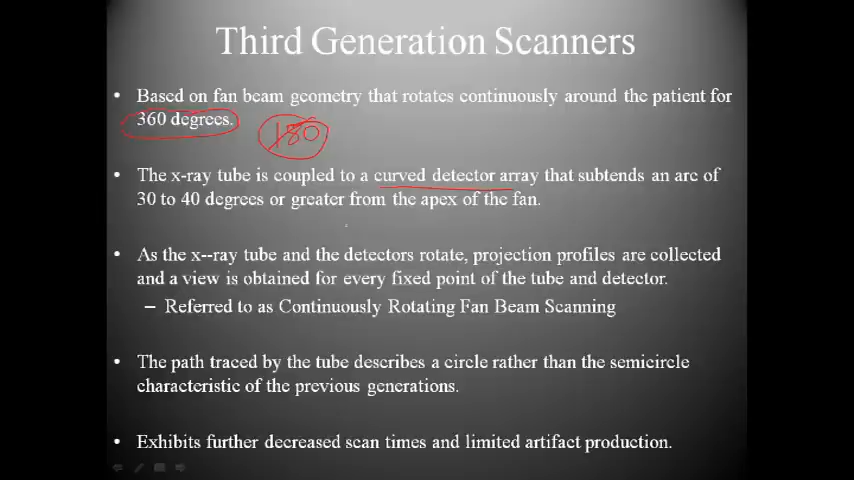 Third Generation Scanners
• Based on fan beam geometry that rotates continuously around the patient for
360 degrees.
180
• The x-ray tube is coupled to a curved detector array that subtends an arc of
30 to 40 degrees or greater from the apex of the fan.
• As the x--ray tube and the detectors rotate, projection profiles are collected
and a view is obtained for every fixed point of the tube and detector.
– Referred to as Continuously Rotating Fan Beam Scanning
• The path traced by the tube describes a circle rather than the semicircle
characteristic of the previous generations.
• Exhibits further decreased scan times and limited artifact production.